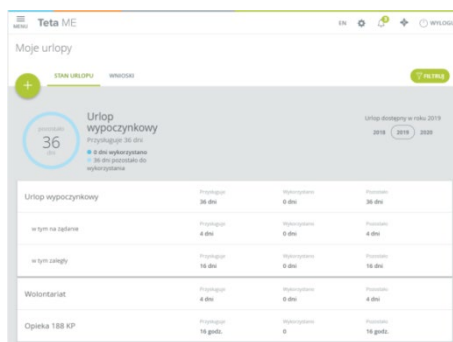 MENU
Teta ME
EN
WYLOGUJ
Moje urlopy
STAN URLOPU
WNIOSKI
FILTRUJ
pozostało
36
dni
Urlop
wypoczynkowy
Przysługuje 36 dni
0 dni wykorzystano
36 dni pozostało do
wykorzystania
Urlop dostępny w roku 2019
2018 2019 2020
Urlop wypoczynkowy
Przysługuje Wykorzystano Pozostało
36 dni 0 dni 36 dni
w tym na żądanie
Przysługuje Wykorzystano Pozostało
4 dni 0 dni 4 dni
w tym zaległy
Przysługuje Wykorzystano Pozostało
16 dni 0 dni 16 dni
Wolontariat
Przysługuje Wykorzystano Pozostało
4 dni 0 dni 4 dni
Opieka 188 KP
Przysługuje Wykorzystano Pozostało
16 godz. 0 16 godz.